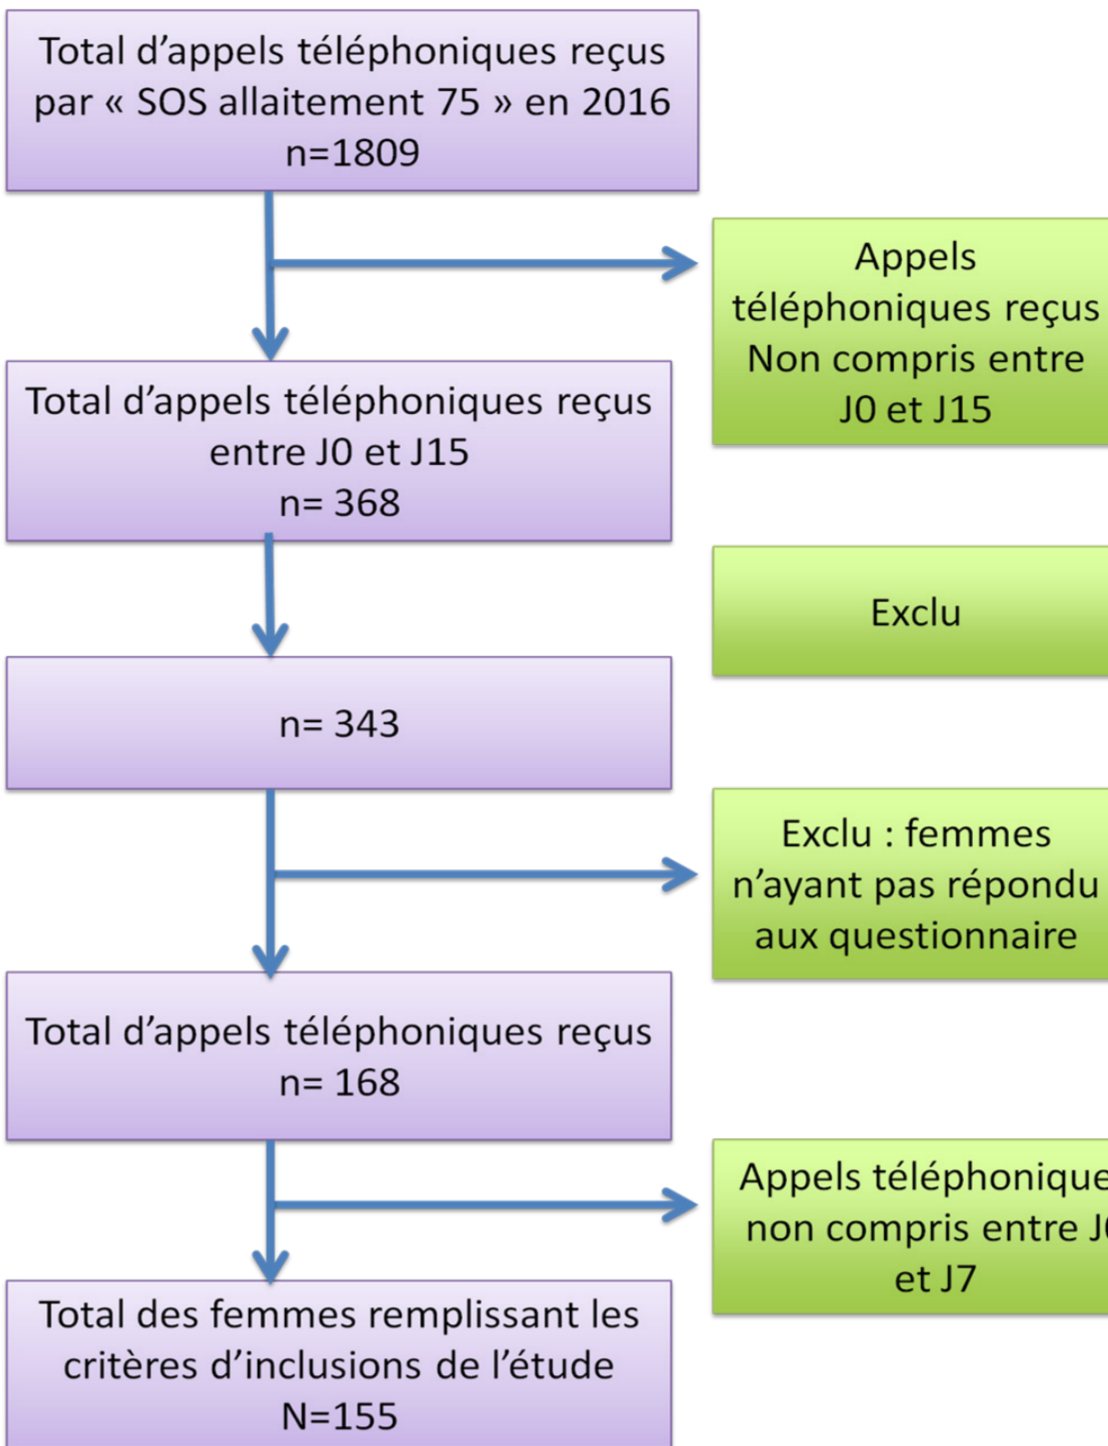 Total d'appels téléphoniques reçus
par « SOS allaitement 75 » en 2016
n=1809
Appels
téléphoniques reçus
Non compris entre
J0 et J15
Total d'appels téléphoniques reçus
entre J0 et J15
n= 368
Exclu
n= 343
Exclu : femmes
n'ayant pas répondu
aux questionnaire
Total d'appels téléphoniques reçus
n= 168
Appels téléphonique
non compris entre J0
et J7
Total des femmes remplissant les
critères d'inclusions de l'étude
N=155